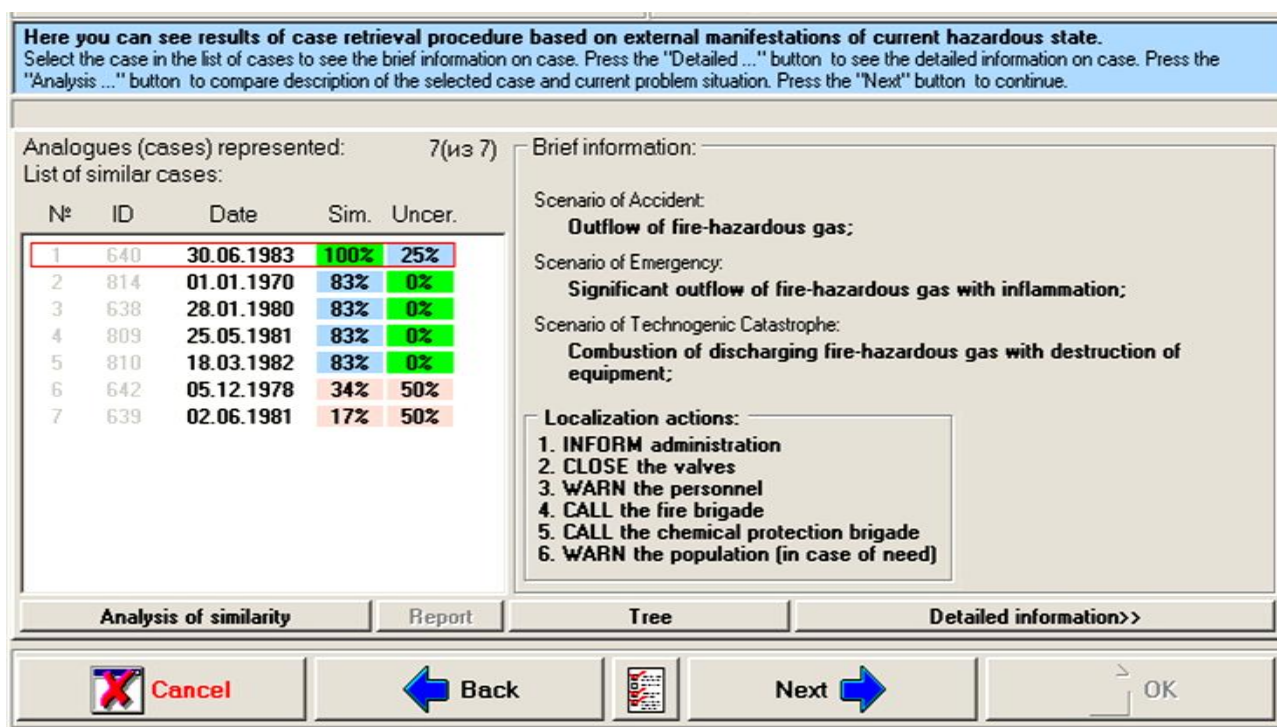 Here you can see results of case retrieval procedure based on external manifestations of current hazardous state.
Select the case in the list of cases to see the brief information on case. Press the "Detailed ..." button to see the detailed information on case. Press the
"Analysis ..." button to compare description of the selected case and current problem situation. Press the "Next" button to continue.
Analogues (cases) represented: 7(из 7)
List of similar cases:
№ ID Date Sim. Uncer.
1 640 30.06.1983 100% 25%
2 814 01.01.1970 83% 0%
3 638 28.01.1980 83% 0%
4 809 25.05.1981 83% 0%
5 810 18.03.1982 83% 0%
6 642 05.12.1978 34% 50%
7 639 02.06.1981 17% 50%
Brief information:
Scenario of Accident:
Outflow of fire-hazardous gas;
Scenario of Emergency:
Significant outflow of fire-hazardous gas with inflammation;
Scenario of Technogenic Catastrophe:
Combustion of discharging fire-hazardous gas with destruction of
equipment;
Localization actions:
1. INFORM administration
2. CLOSE the valves
3. WARN the personnel
4. CALL the fire brigade
5. CALL the chemical protection brigade
6. WARN the population (in case of need)
Analysis of similarity Report Tree Detailed information>>
Cancel Back Next OK